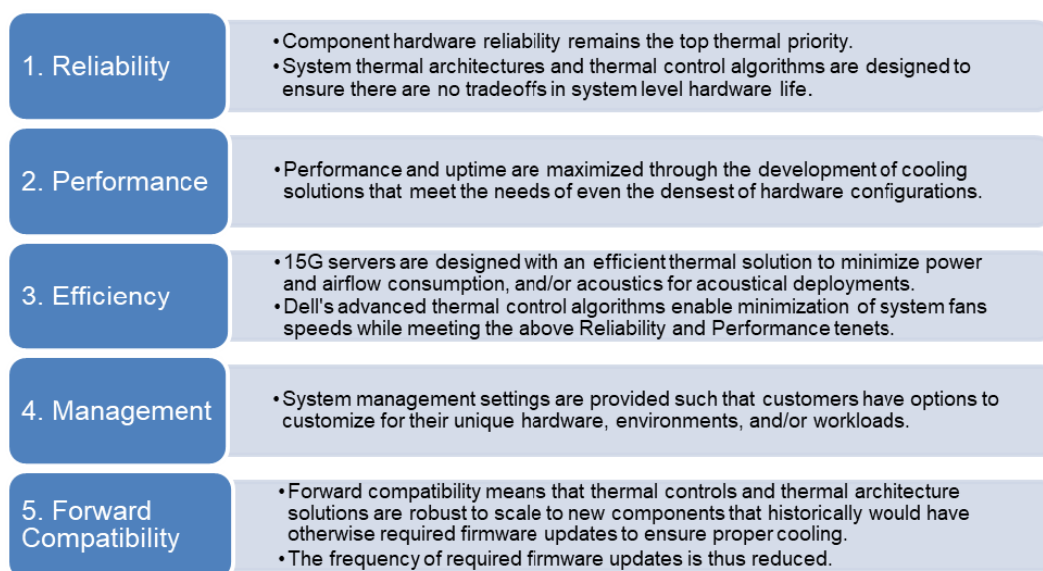 1. Reliability
•Component hardware reliability remains the top thermal priority.
•System thermal architectures and thermal control algorithms are designed to
ensure there are no tradeoffs in system level hardware life.
2. Performance
•Performance and uptime are maximized through the development of cooling
solutions that meet the needs of even the densest of hardware configurations.
3. Efficiency
•15G servers are designed with an efficient thermal solution to minimize power
and airflow consumption, and/or acoustics for acoustical deployments.
•Dell's advanced thermal control algorithms enable minimization of system fans
speeds while meeting the above Reliability and Performance tenets.
4. Management
•System management settings are provided such that customers have options to
customize for their unique hardware, environments, and/or workloads.
5. Forward
Compatibility
•Forward compatibility means that thermal controls and thermal architecture
solutions are robust to scale to new components that historically would have
otherwise required firmware updates to ensure proper cooling.
•The frequency of required firmware updates is thus reduced.